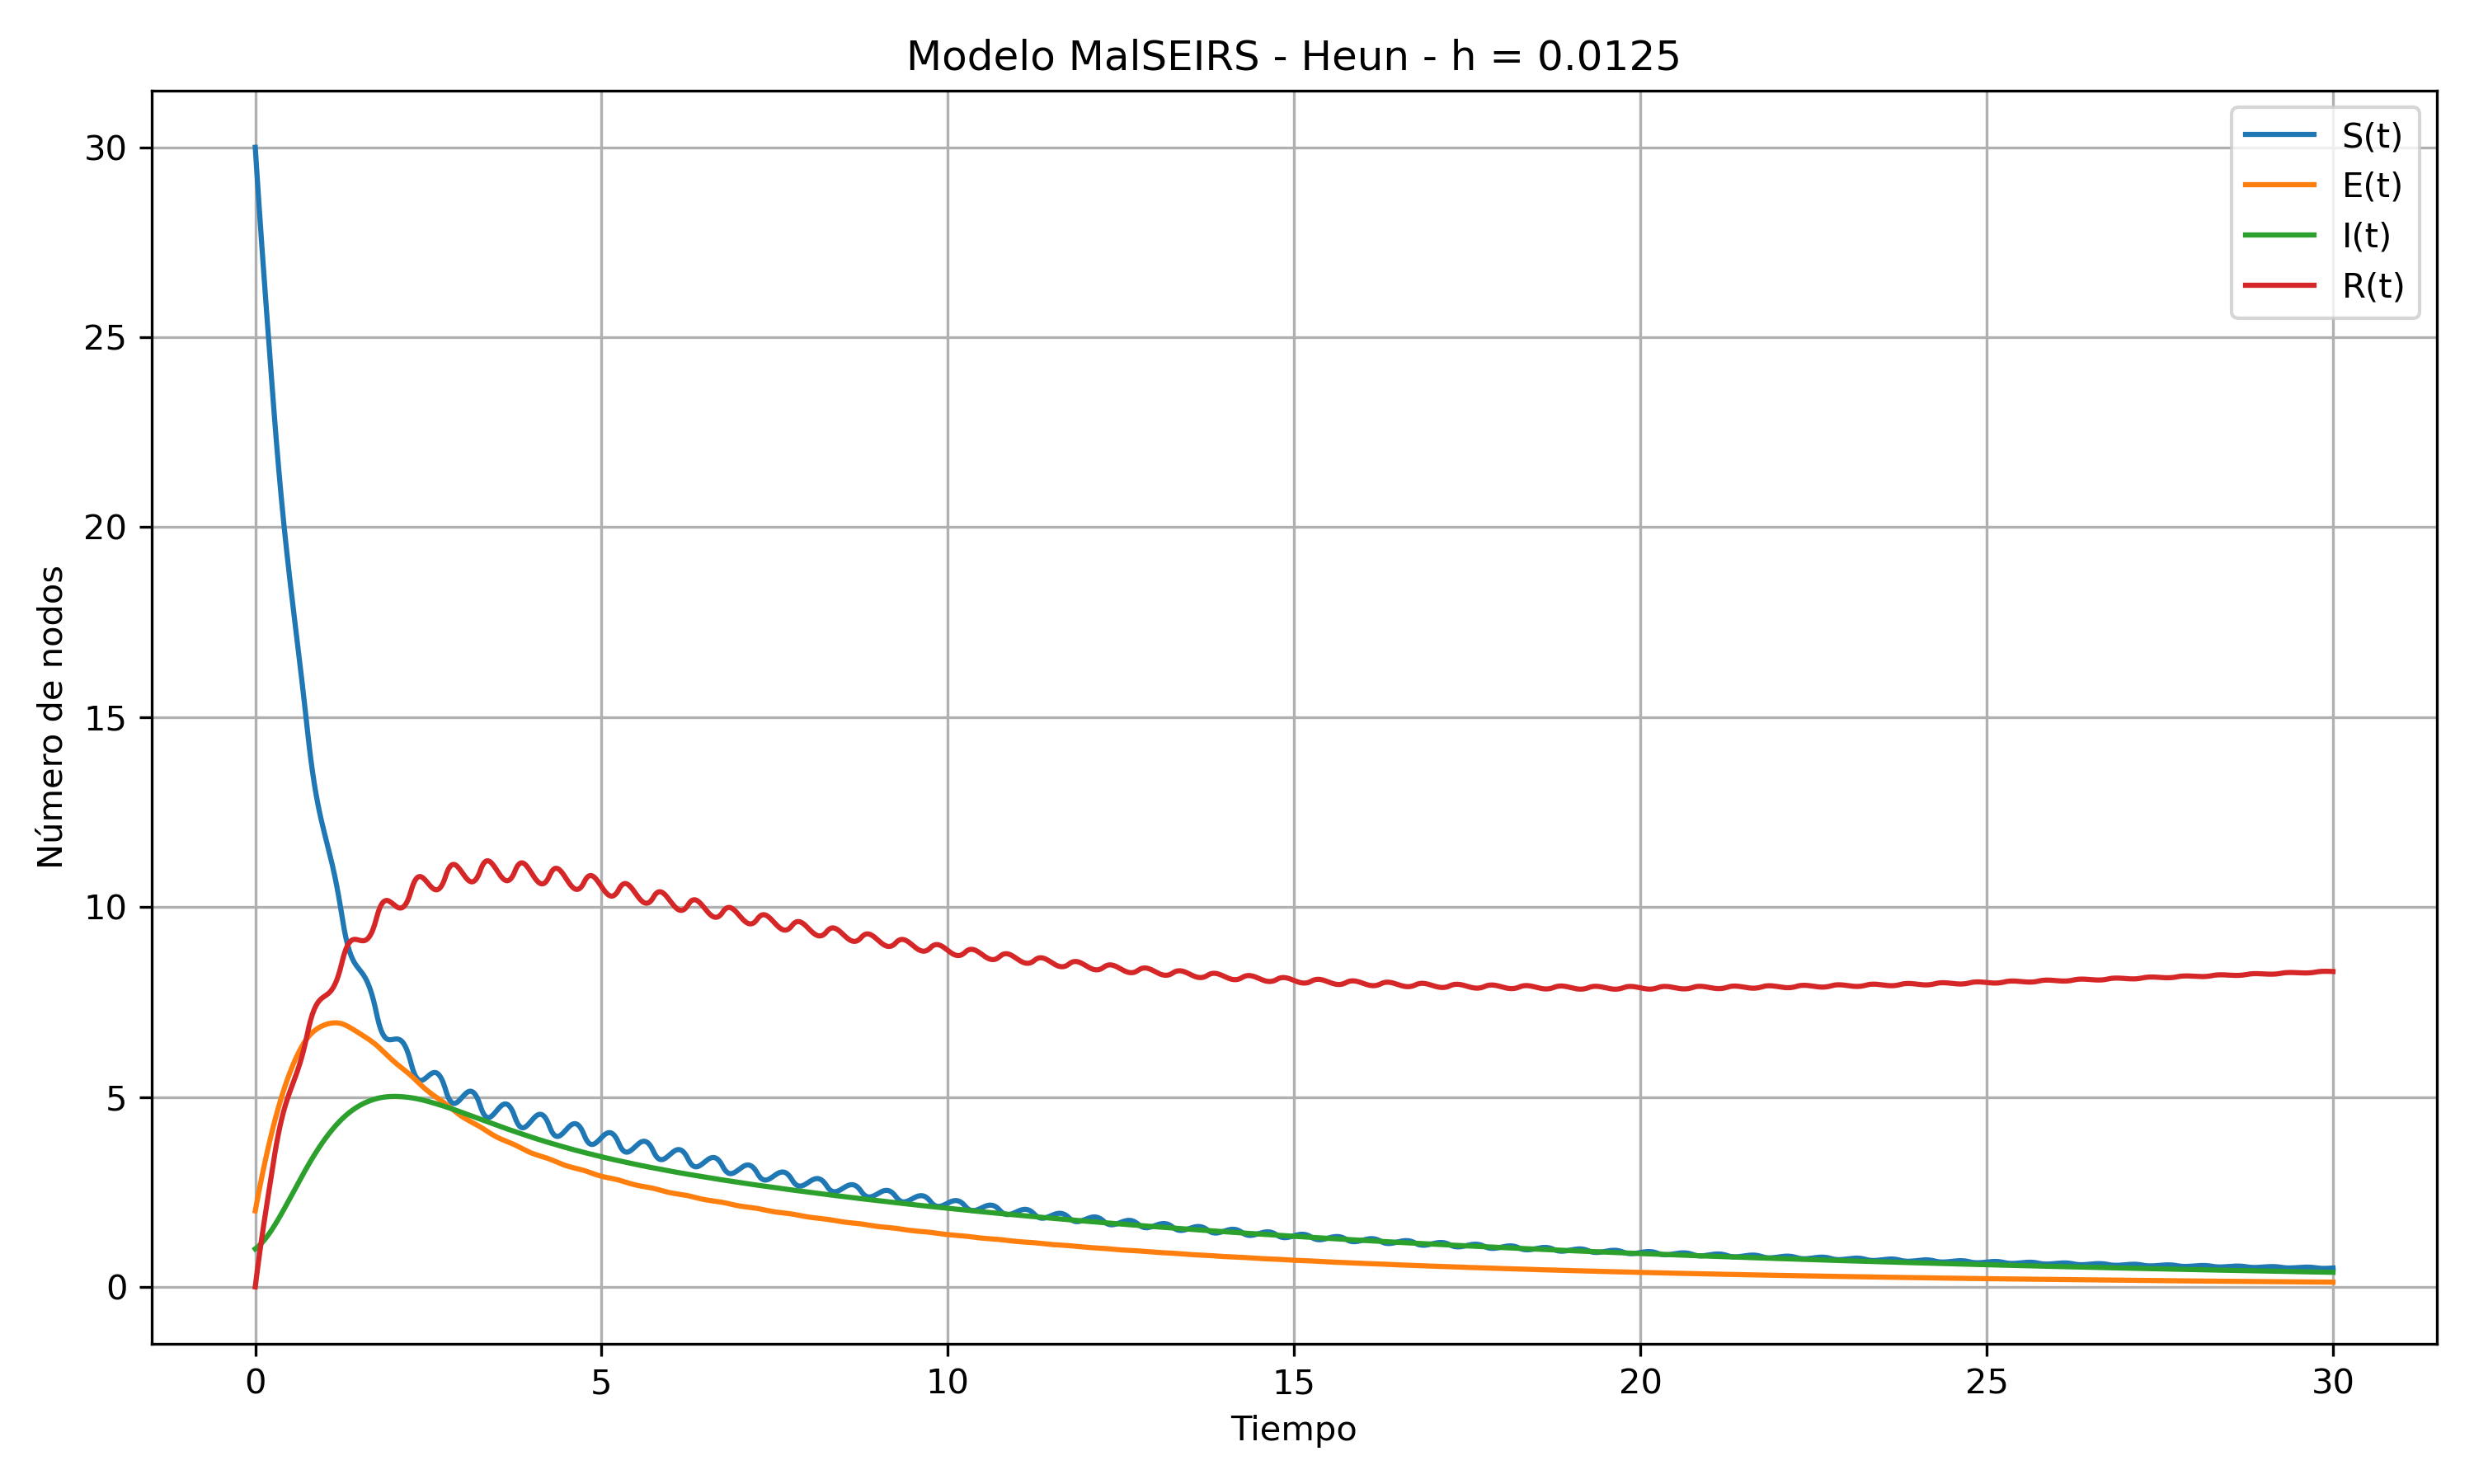 Modelo MalSEIRS - Heun - h = 0.0125
S(t)
E(t)
I(t)
R(t)
Número de nodos
30
25
20
15
10
5
0
0 5 10 15 20 25 30
Tiempo